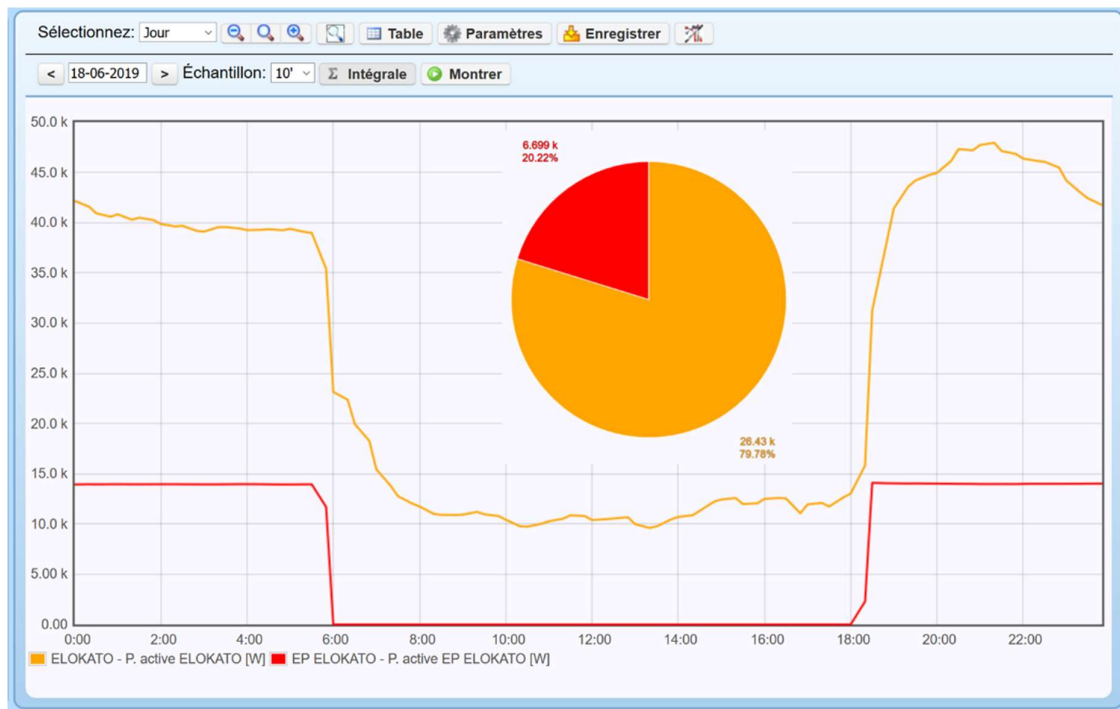 Sélectionnez: Jour Table Paramètres Enregistrer
< 18-06-2019 > Échantillon: 10' Σ Intégrale Montrer
50.0 k
45.0 k
40.0 k
35.0 k
30.0 k
25.0 k
20.0 k
15.0 k
10.0 k
5.00 k
0.00
6.699 k
20.22%
26.43 k
79.78%
0:00 2:00 4:00 6:00 8:00 10:00 12:00 14:00 16:00 18:00 20:00 22:00
ELOKATO - P. active ELOKATO [W] EP ELOKATO - P. active EP ELOKATO [W]